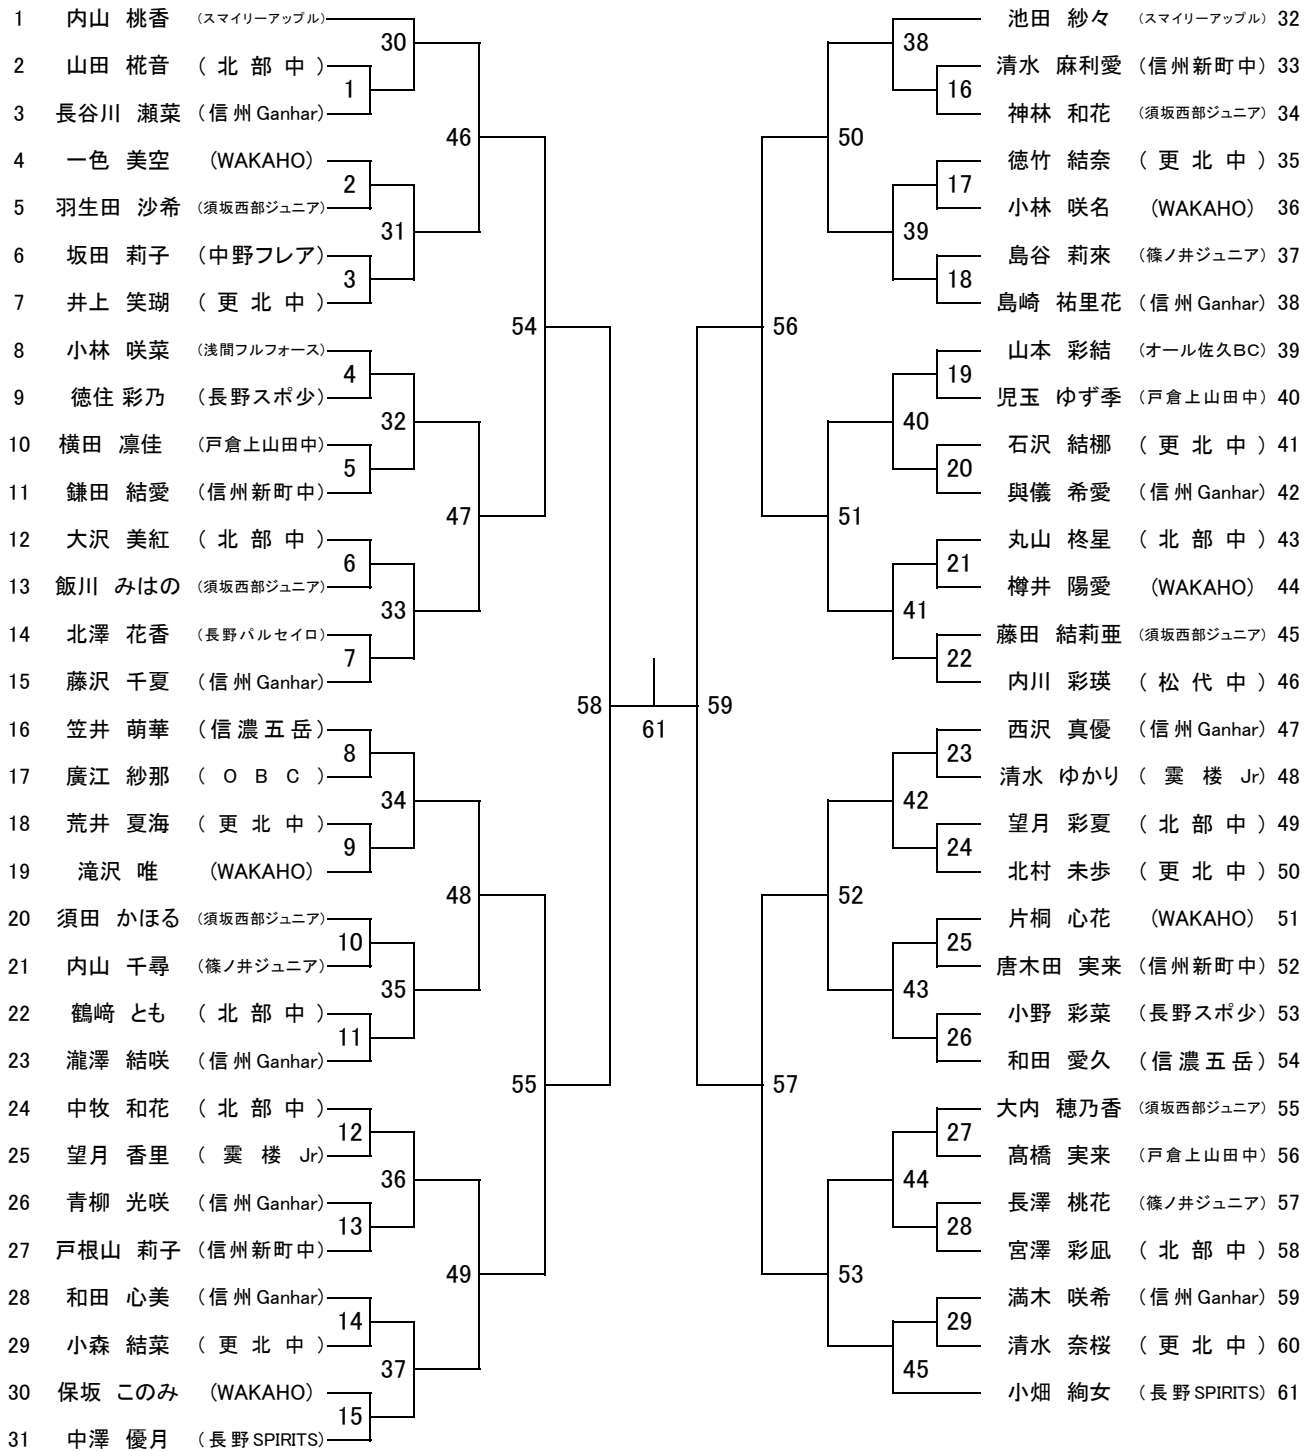 1 内山 桃香 (スマイリーアップル)
2 山田 椛音 (北部中)
3 長谷川 瀬菜 (信州Ganhar)
4 一色 美空 (WAKAHO)
5 羽生田 沙希 (須坂西部ジュニア)
6 坂田 莉子 (中野フレア)
7 井上 笑瑚 (更北中)
8 小林 咲菜 (浅間フルフォース)
9 徳住 彩乃 (長野スポ少)
10 横田 凛佳 (戸倉上山田中)
11 鎌田 結愛 (信州新町中)
12 大沢 美紅 (北部中)
13 飯川 みはの (須坂西部ジュニア)
14 北澤 花香 (長野パルセイロ)
15 藤沢 千夏 (信州Ganhar)
16 笠井 萌華 (信濃五岳)
17 廣江 紗那 (OBC)
18 荒井 夏海 (更北中)
19 滝沢 唯 (WAKAHO)
20 須田 かほる (須坂西部ジュニア)
21 内山 千尋 (篠ノ井ジュニア)
22 鶴﨑 とも (北部中)
23 瀧澤 結咲 (信州Ganhar)
24 中牧 和花 (北部中)
25 望月 香里 (霊楼Jr)
26 青柳 光咲 (信州Ganhar)
27 戸根山 莉子 (信州新町中)
28 和田 心美 (信州Ganhar)
29 小森 結菜 (更北中)
30 保坂 このみ (WAKAHO)
31 中澤 優月 (長野SPIRITS)
1
2
3
4
5
6
7
8
9
10
11
12
13
14
15
30
31
32
33
34
35
36
37
46
47
48
49
54
55
58
61
59
56
57
50
51
52
53
38
39
40
41
42
43
44
45
16
17
18
19
20
21
22
23
24
25
26
27
28
29
池田 紗々 (スマイリーアップル) 32
清水 麻利愛 (信州新町中) 33
神林 和花 (須坂西部ジュニア) 34
徳竹 結奈 (更北中) 35
小林 咲名 (WAKAHO) 36
島谷 莉來 (篠ノ井ジュニア) 37
島崎 祐里花 (信州Ganhar) 38
山本 彩結 (オール佐久BC) 39
児玉 ゆず季 (戸倉上山田中) 40
石沢 結梛 (更北中) 41
與儀 希愛 (信州Ganhar) 42
丸山 柊星 (北部中) 43
樽井 陽愛 (WAKAHO) 44
藤田 結莉亜 (須坂西部ジュニア) 45
内川 彩瑛 (松代中) 46
西沢 真優 (信州Ganhar) 47
清水 ゆかり (楼Jr) 48
望月 彩夏 (北部中) 49
北村 未歩 (更北中) 50
片桐 心花 (WAKAHO) 51
唐木田 実来 (信州新町中) 52
小野 彩菜 (長野スポ少) 53
和田 愛久 (信濃五岳) 54
大内 穂乃香 (須坂西部ジュニア) 55
髙橋 実来 (戸倉上山田中) 56
長澤 桃花 (篠ノ井ジュニア) 57
宮澤 彩凪 (北部中) 58
満木 咲希 (信州Ganhar) 59
清水 奈桜 (更北中) 60
小畑 絢女 (長野SPIRITS) 61